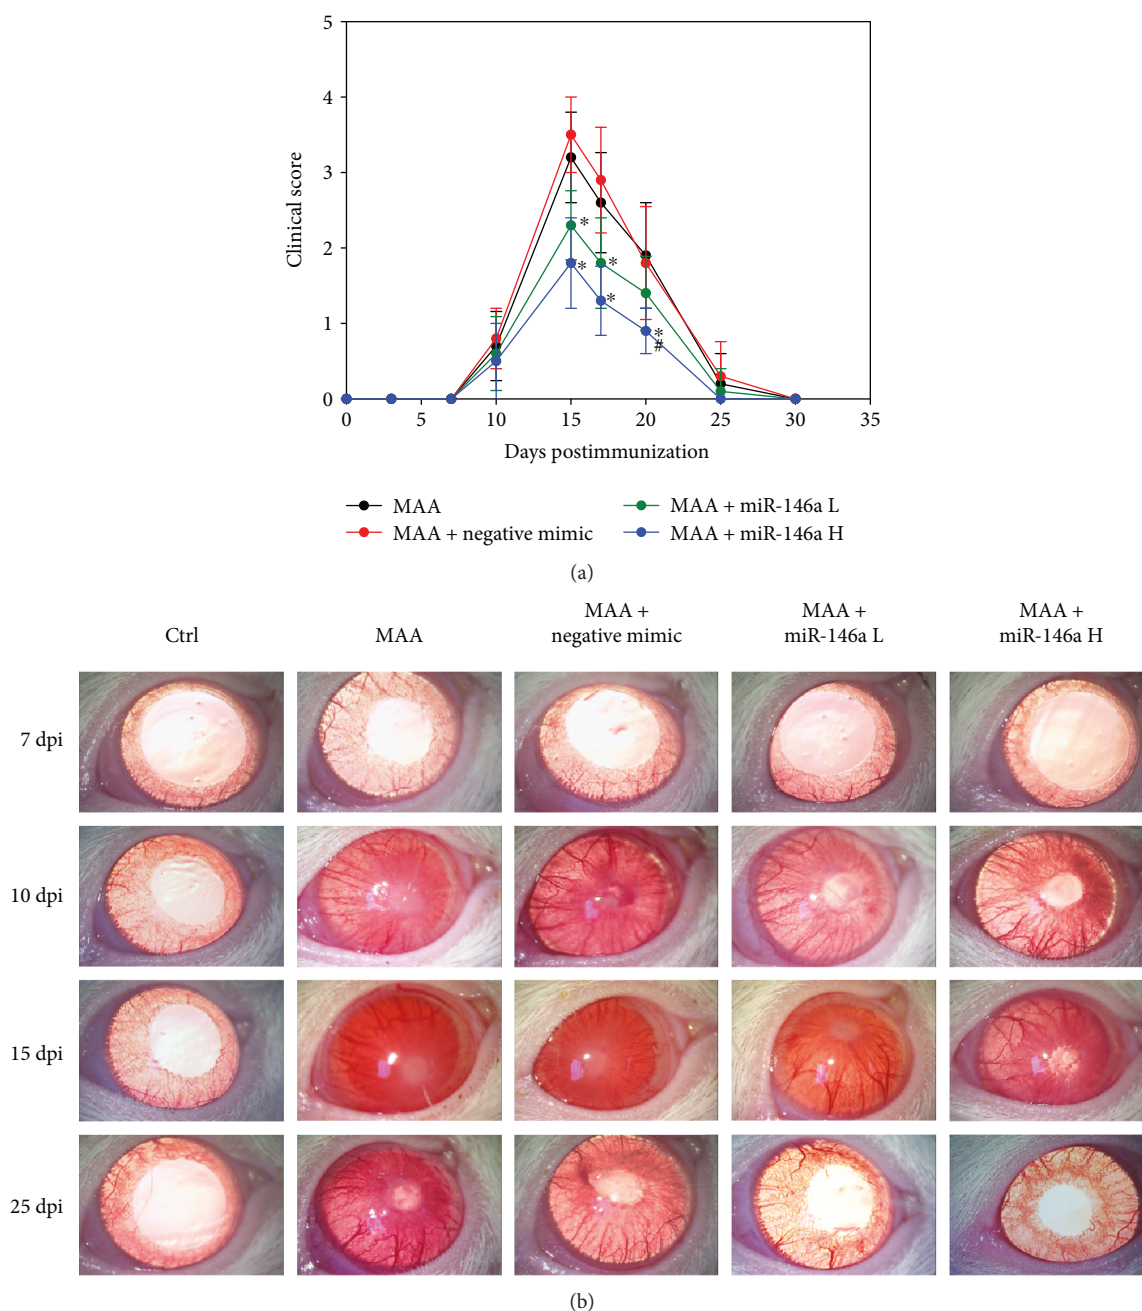 5
4
3
2
1
0
Clinical score
* *
* *
*
#
0 5 10 15 20 25 30 35
Days postimmunization
MAA
MAA + negative mimic
MAA + miR-146a L
MAA + miR-146a H
(a)
Ctrl
MAA
MAA +
negative mimic
MAA +
miR-146a L
MAA +
miR-146a H
7 dpi
10 dpi
15 dpi
25 dpi
(b)